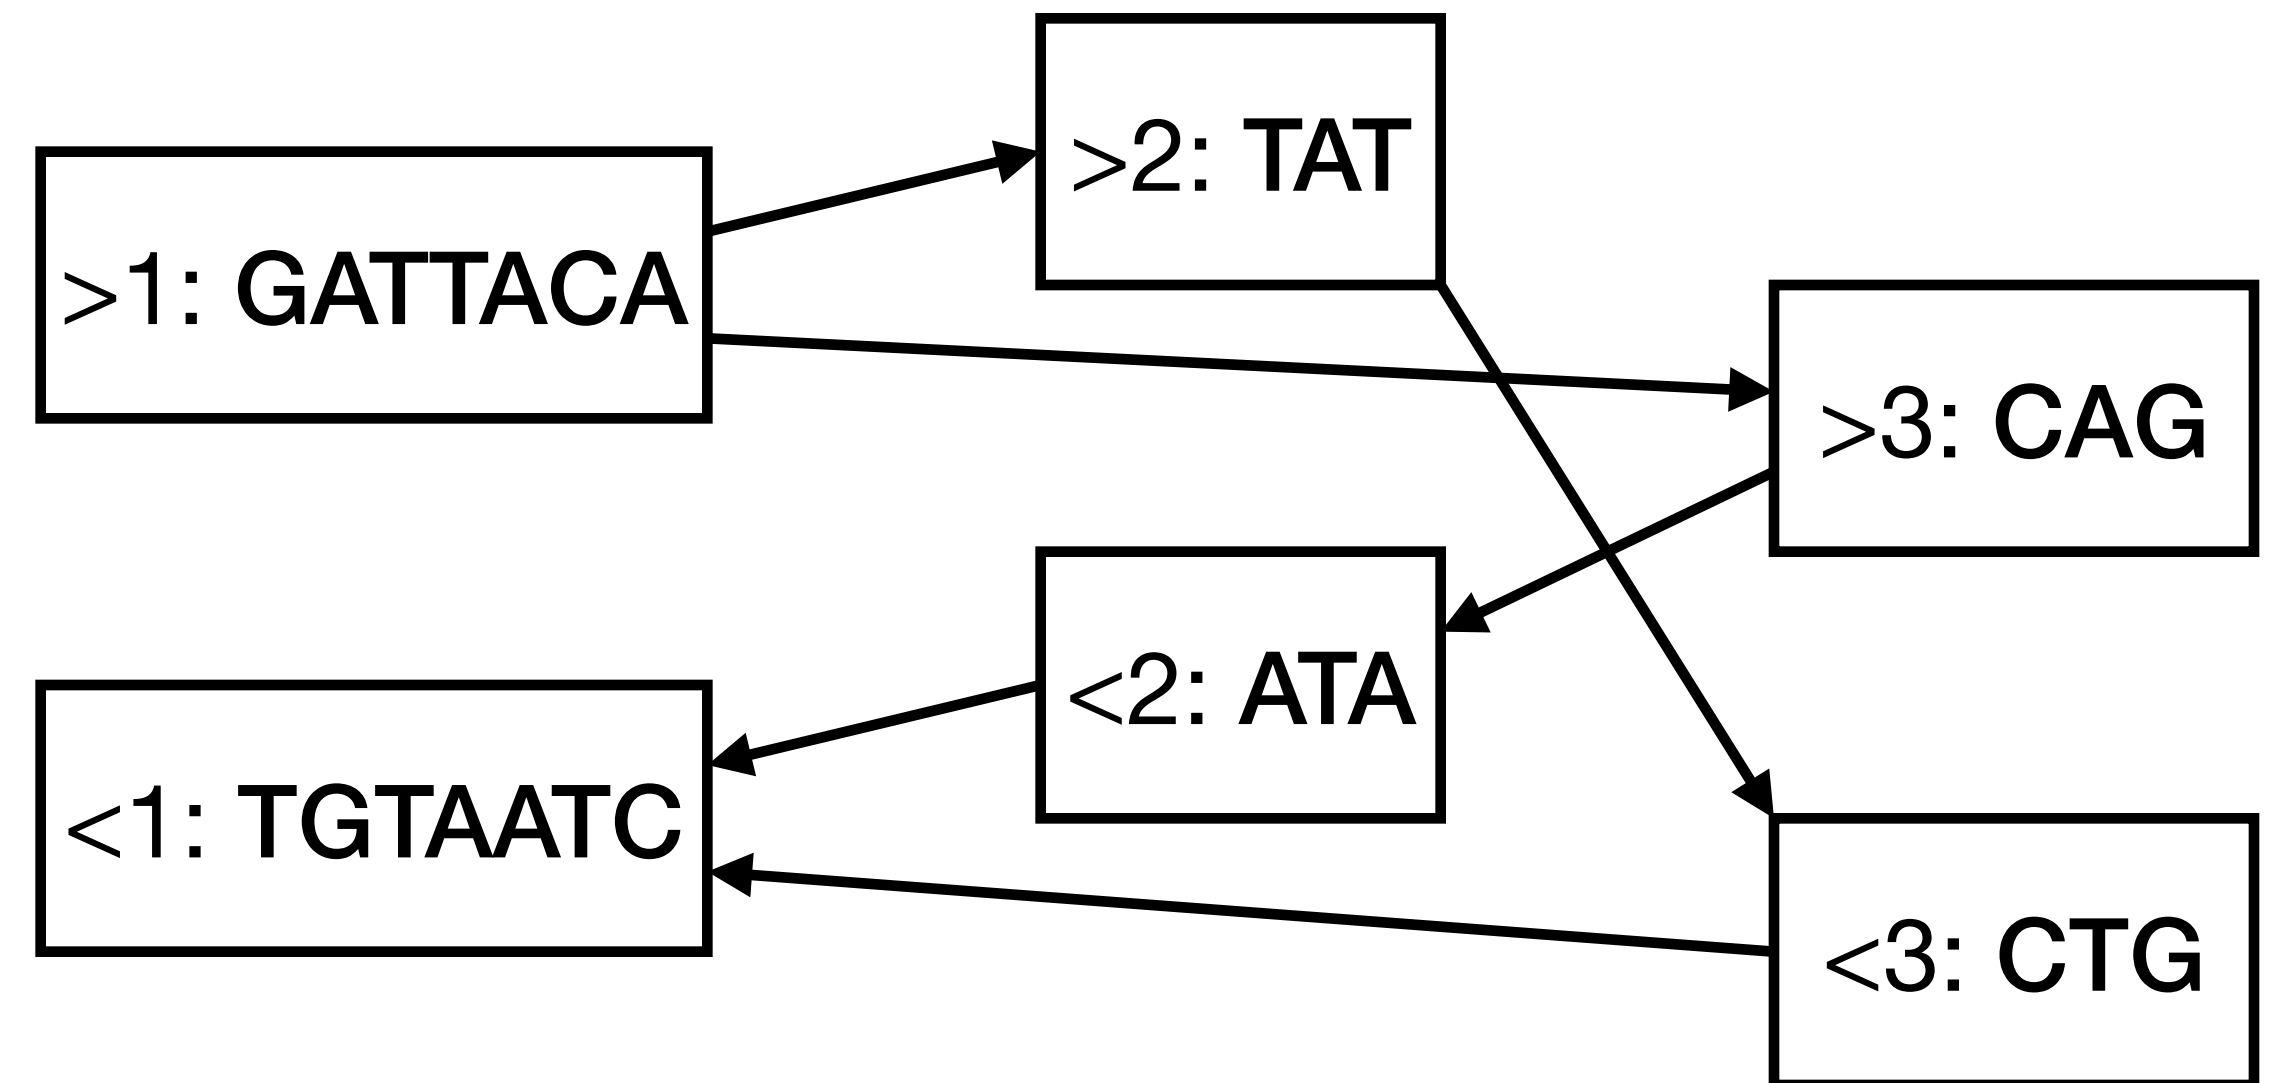 >1: GATTACA
>2: TAT
>3: CAG
<2: ATA
<1: TGTAATC
<3: CTG